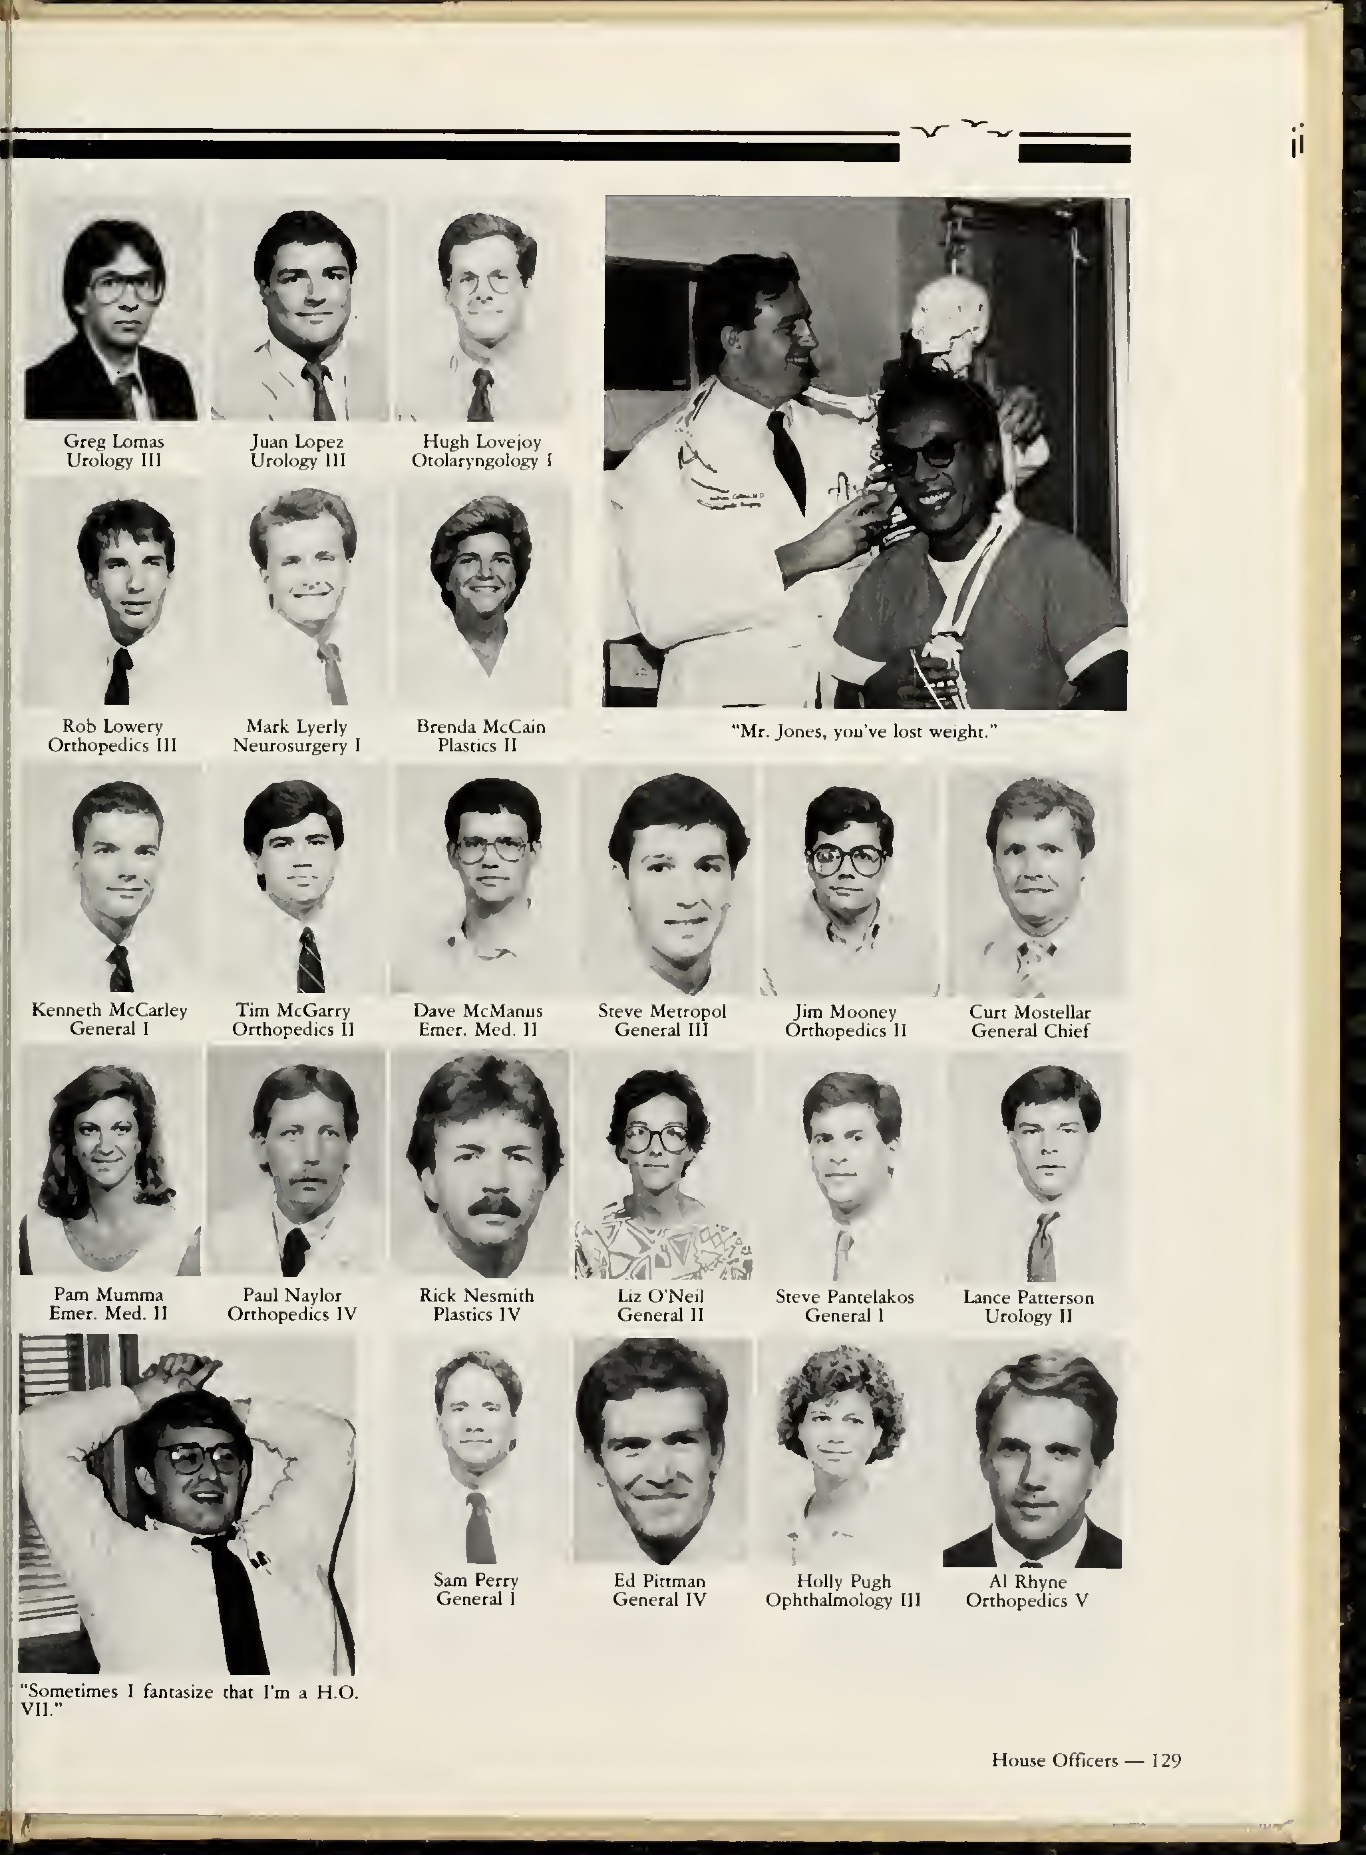 Greg Lomas
Urology III
Juan Lopez
Urology III
Hugh Lovejoy
Otolaryngology I
Rob Lowery
Orthopedics III
Mark Lyerly
Neurosurgery I
Brenda McCain
Plastics II
"Mr. Jones, you've lost weight."
Kenneth McCarley
General I
Tim McGarry
Orthopedics II
Dave McManus
Emer. Med. II
Steve Metropol
General III
Jim Mooney
Orthopedics II
Curt Mostellar
General Chief
Pam Mumma
Emer. Med. II
Paul Naylor
Orthopedics IV
Rick Nesmith
Plastics IV
Liz O'Neil
General II
Steve Pantelakos
General I
Lance Patterson
Urology II
Sam Perry
General I
Ed Pittman
General IV
Holly Pugh
Ophthalmology III
Al Rhyne
Orthopedics V
"Sometimes I fantasize that I'm a H.O.
VII."
House Officers — 129